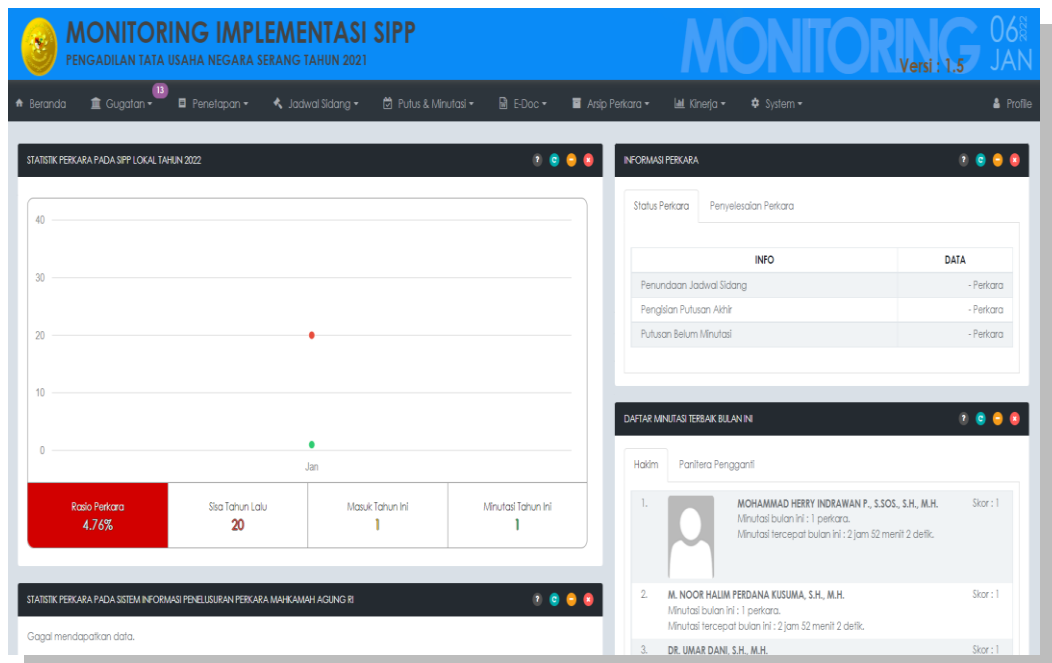 MONITORING IMPLEMENTASI SIPP
PENGADILAN TATA USAHA NEGARA SERANG TAHUN 2021
MONITORING
Versi : 1.5
06 2022
JAN
Beranda
Gugatan 13
Penetapan
Jadwal Sidang
Putus & Minutasi
E-Doc
Arsip Perkara
Kinerja
System
Profile
STATISTIK PERKARA PADA SIPP LOKAL TAHUN 2022
40
30
20
10
0
Jan
Rasio Perkara
4.76%
Sisa Tahun Lalu
20
Masuk Tahun Ini
1
Minutasi Tahun Ini
1
STATISTIK PERKARA PADA SISTEM INFORMASI PENELUSURAN PERKARA MAHKAMAH AGUNG RI
Gagal mendapatkan data.
INFORMASI PERKARA
Status Perkara Penyelesaian Perkara
INFO DATA
Penundaan Jadwal Sidang - Perkara
Pengisian Putusan Akhir - Perkara
Putusan Belum Minutasi - Perkara
DAFTAR MINUTASI TERBAIK BULAN INI
Hakim Panitera Pengganti
1. MOHAMMAD HERRY INDRAWAN P., S.SOS., S.H., M.H. Skor : 1
Minutasi bulan ini : 1 perkara.
Minutasi tercepat bulan ini : 2 jam 52 menit 2 detik.
2. M. NOOR HALIM PERDANA KUSUMA, S.H., M.H. Skor : 1
Minutasi bulan ini : 1 perkara.
Minutasi tercepat bulan ini : 2 jam 52 menit 2 detik.
3. DR. UMAR DANI, S.H., M.H. Skor : 1